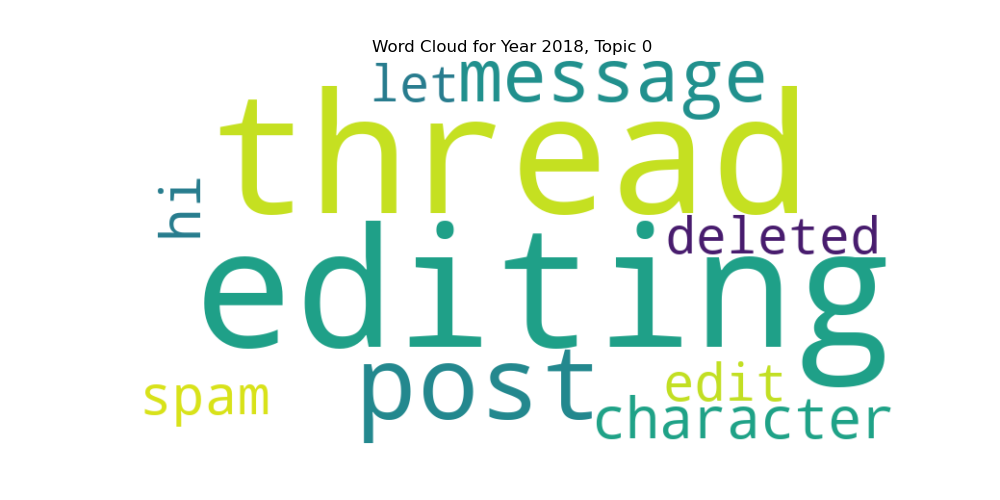 Word Cloud for Year 2018, Topic 0
let message
thread
hi
deleted
editing
post
edit
spam
character